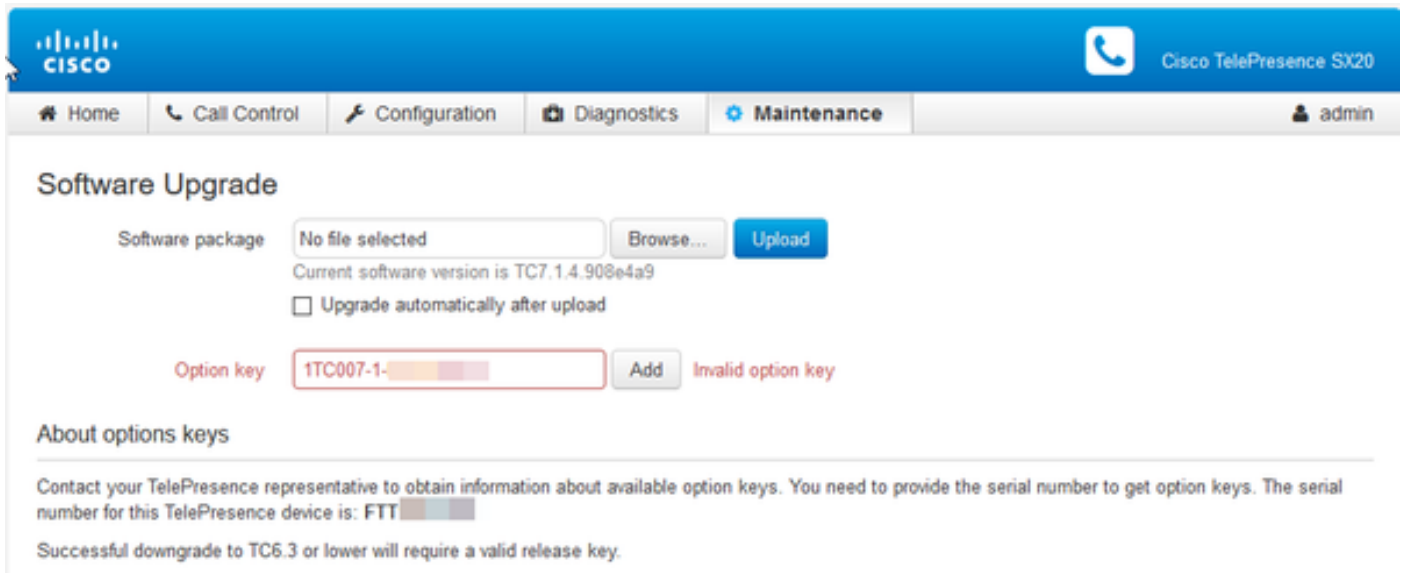 CISCO
Cisco TelePresence SX20
Home Call Control Configuration Diagnostics Maintenance admin
Software Upgrade
Software package No file selected Browse... Upload
Current software version is TC7.1.4.908e4a9
Upgrade automatically after upload
Option key 1TC007-1- Add Invalid option key
About options keys
Contact your TelePresence representative to obtain information about available option keys. You need to provide the serial number to get option keys. The serial
number for this TelePresence device is: FTT
Successful downgrade to TC6.3 or lower will require a valid release key.